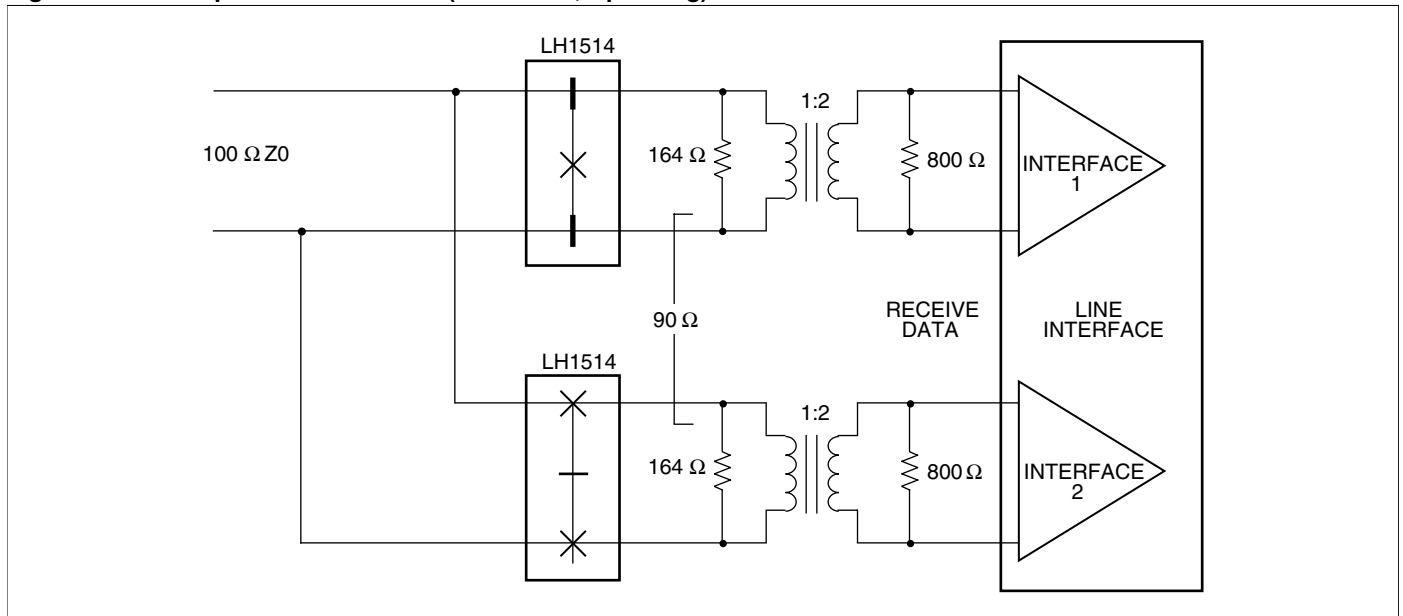 LH1514
1:2
100 Ω Z0
164 Ω
800 Ω
INTERFACE
1
90 Ω
RECEIVE
DATA
LINE
INTERFACE
LH1514
1:2
164 Ω
800 Ω
INTERFACE
2